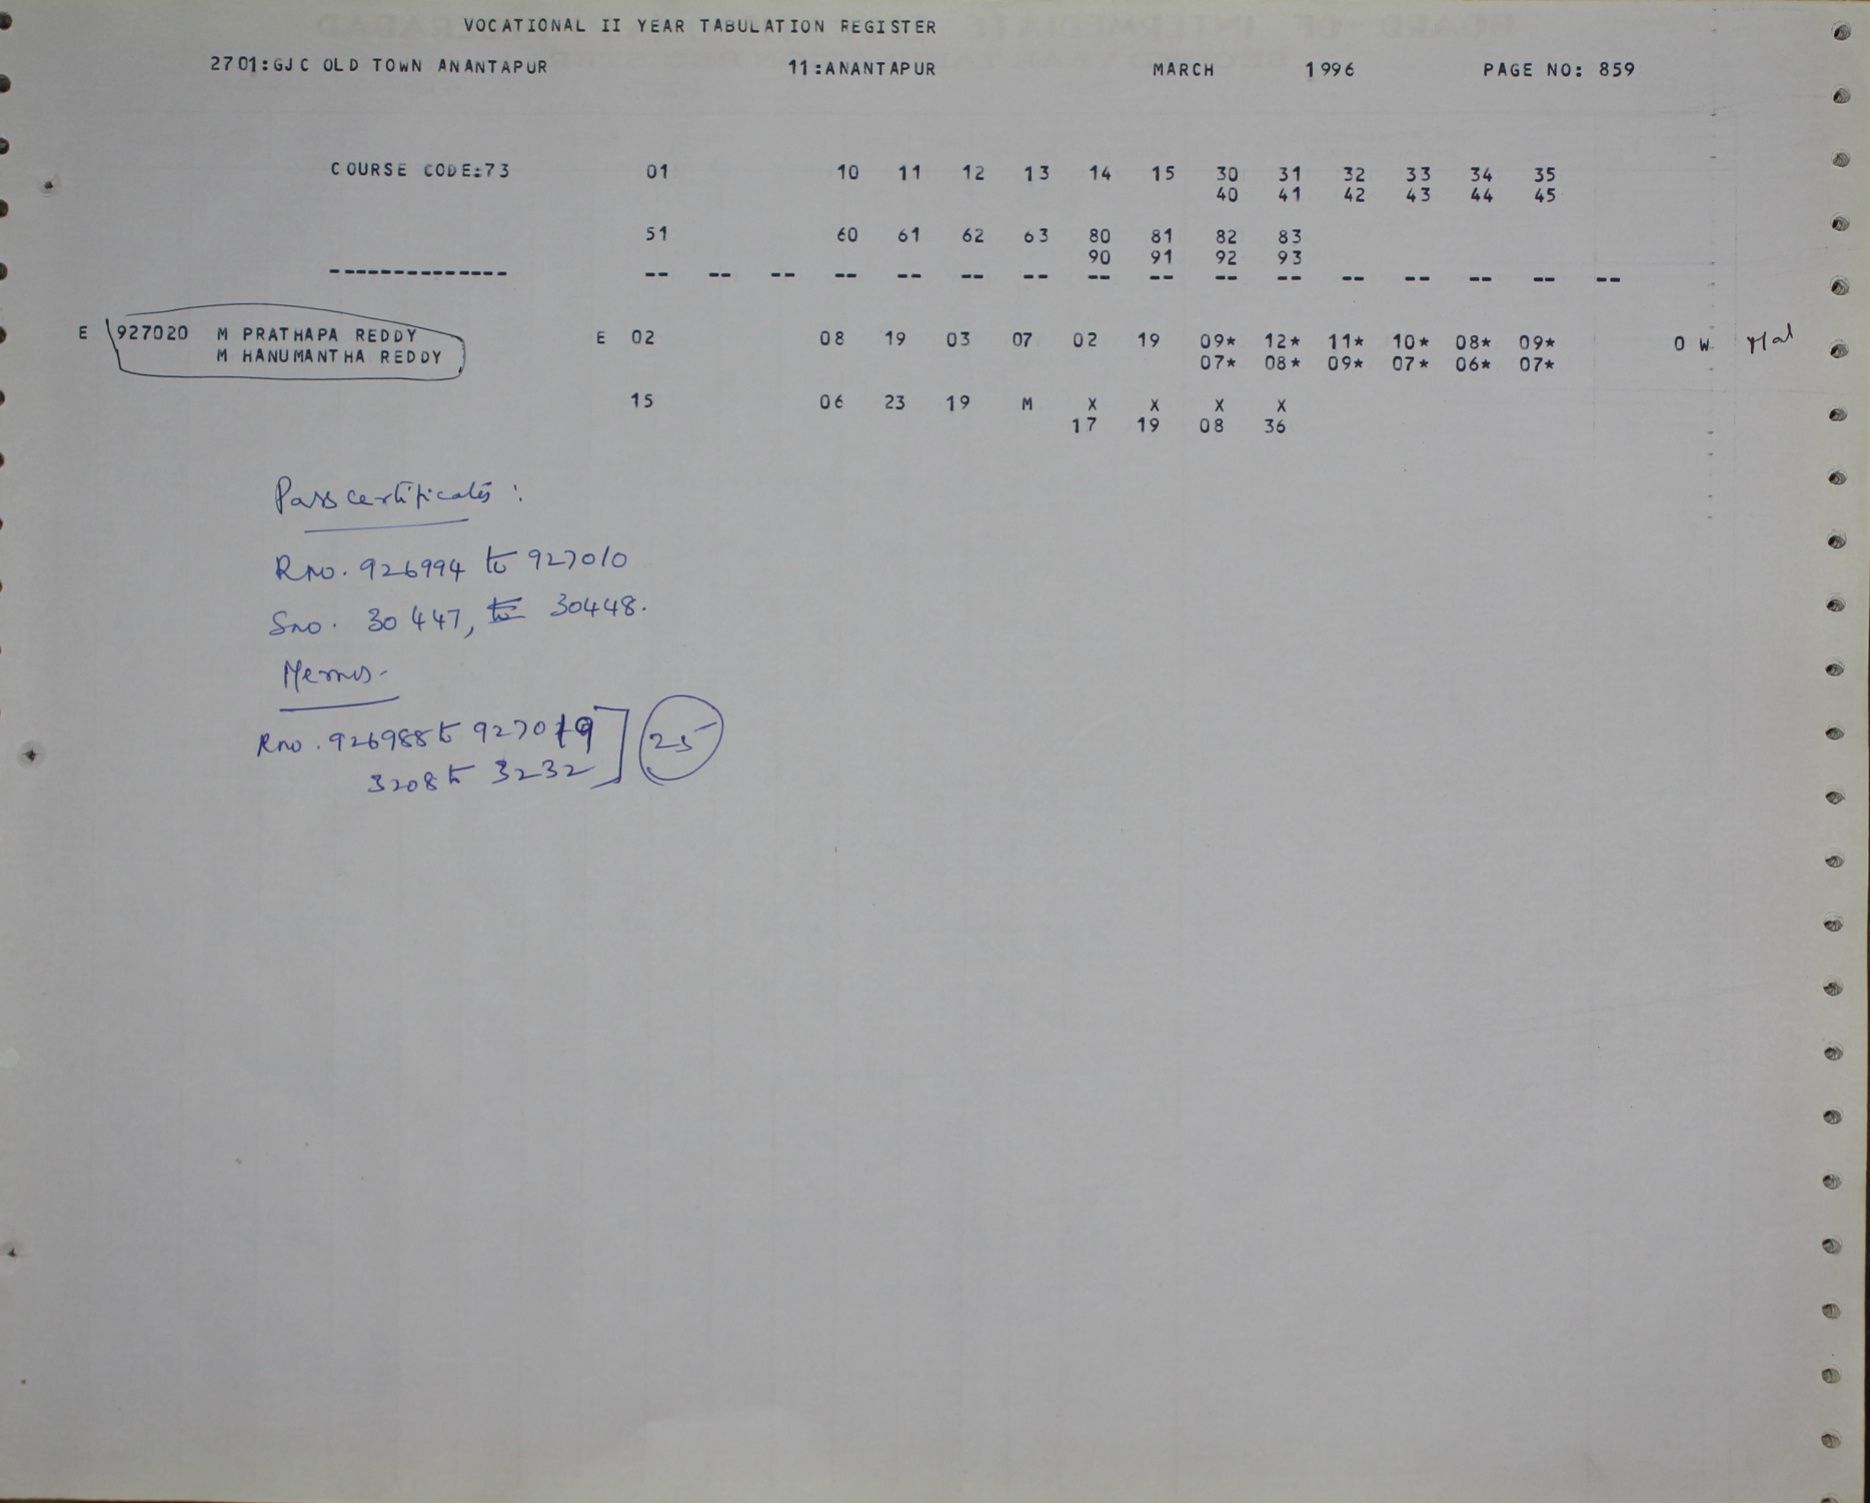 VOCATIONAL II YEAR TABULATION REGISTER
2701:GJC OLD TOWN ANANTAPUR 11:ANANTAPUR MARCH 1996 PAGE NO: 859
COURSE CODE:73 01 10 11 12 13 14 15 30 31 32 33 34 35
40 41 42 43 44 45
51 60 61 62 63 80 81 82 83
90 91 92 93
-------------- -- -- -- -- -- -- -- -- -- -- -- -- -- -- -- --
E 927020 M PRATHAPA REDDY E 02 08 19 03 07 02 19 09* 12* 11* 10* 08* 09* 0 W
M HANUMANTHA REDDY 07* 08* 09* 07* 06* 07*
15 06 23 19 M X X X X
17 19 08 36
Pass certificates :
Rno. 926994 to 927010
Sno. 30447, to 30448.
Memos-
Rno. 926988 to 927019 25
3208 to 3232